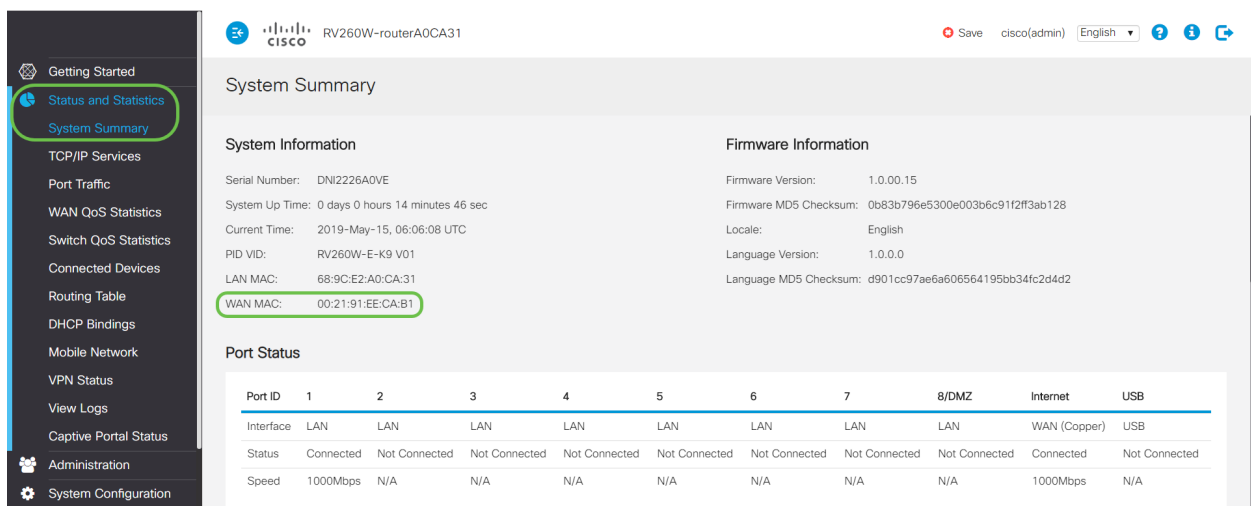 CISCO RV260W-routerA0CA31 Save cisco(admin) English
Getting Started
Status and Statistics
System Summary
TCP/IP Services
Port Traffic
WAN QoS Statistics
Switch QoS Statistics
Connected Devices
Routing Table
DHCP Bindings
Mobile Network
VPN Status
View Logs
Captive Portal Status
Administration
System Configuration
System Summary
System Information
Serial Number: DNI2226A0VE
System Up Time: 0 days 0 hours 14 minutes 46 sec
Current Time: 2019-May-15, 06:06:08 UTC
PID VID: RV260W-E-K9 V01
LAN MAC: 68:9C:E2:A0:CA:31
WAN MAC: 00:21:91:EE:CA:B1
Firmware Information
Firmware Version: 1.0.00.15
Firmware MD5 Checksum: 0b83b796e5300e003b6c91f2ff3ab128
Locale: English
Language Version: 1.0.0.0
Language MD5 Checksum: d901cc97ae6a606564195bb34fc2d4d2
Port Status
Port ID 1 2 3 4 5 6 7 8/DMZ Internet USB
Interface LAN LAN LAN LAN LAN LAN LAN LAN WAN (Copper) USB
Status Connected Not Connected Not Connected Not Connected Not Connected Not Connected Not Connected Not Connected Connected Not Connected
Speed 1000Mbps N/A N/A N/A N/A N/A N/A N/A 1000Mbps N/A